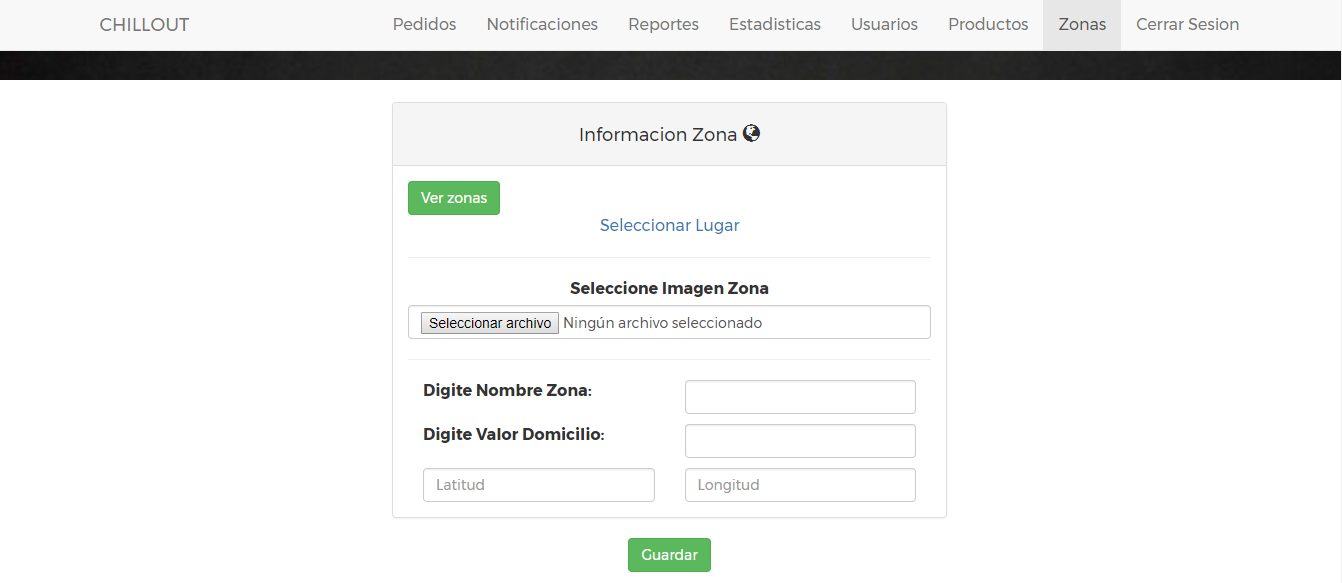 CHILLOUT Pedidos Notificaciones Reportes Estadisticas Usuarios Productos Zonas Cerrar Sesion
Informacion Zona
Ver zonas
Seleccionar Lugar
Seleccione Imagen Zona
Seleccionar archivo Ningún archivo seleccionado
Digite Nombre Zona:
Digite Valor Domicilio:
Latitud Longitud
Guardar